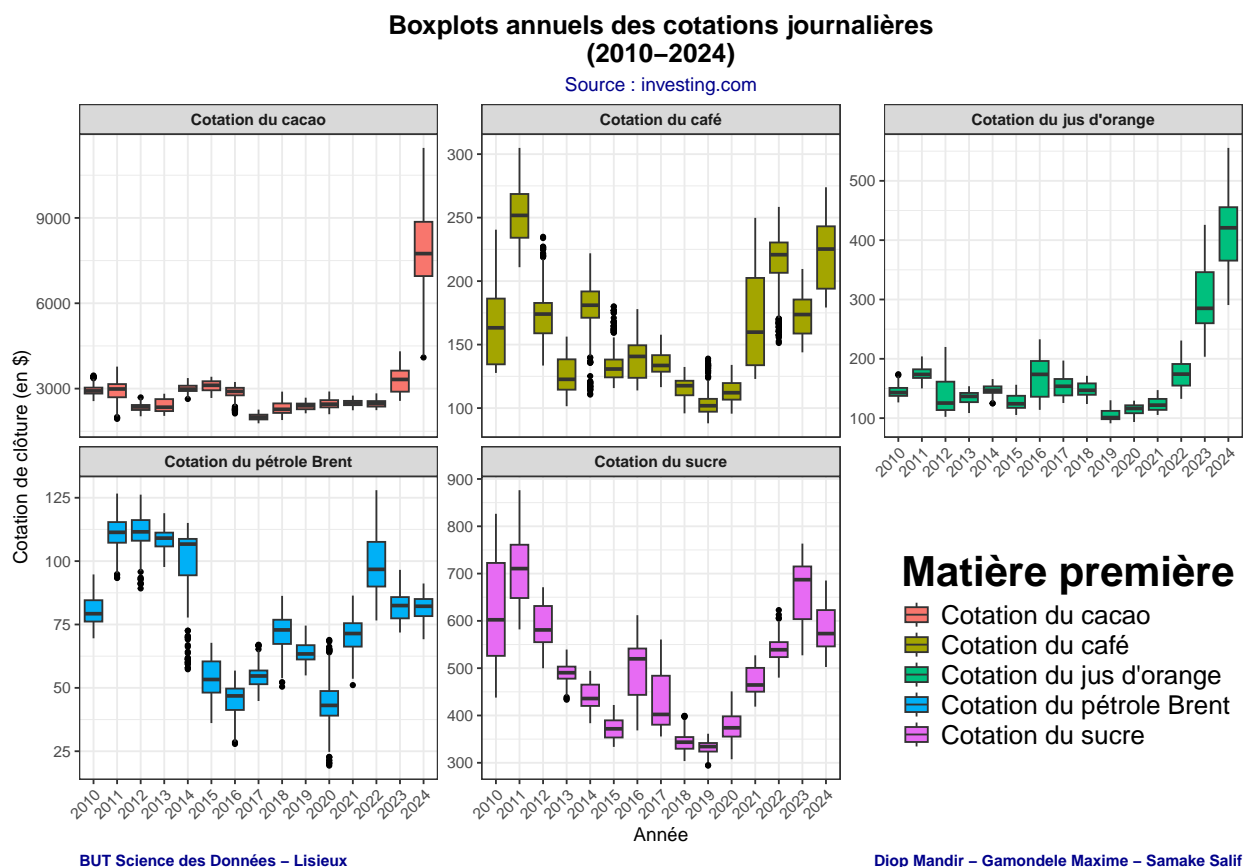 Boxplots annuels des cotations journalières
(2010–2024)
Source : investing.com
Cotation du cacao
Cotation du café
Cotation du jus d'orange
Cotation de clôture (en $)
9000
6000
3000
300
250
200
150
100
500
400
300
200
100
2010 2011 2012 2013 2014 2015 2016 2017 2018 2019 2020 2021 2022 2023 2024
Cotation du pétrole Brent
Cotation du sucre
125
100
75
50
25
900
800
700
600
500
400
300
2010 2011 2012 2013 2014 2015 2016 2017 2018 2019 2020 2021 2022 2023 2024
2010 2011 2012 2013 2014 2015 2016 2017 2018 2019 2020 2021 2022 2023 2024
Année
Matière première
Cotation du cacao
Cotation du café
Cotation du jus d'orange
Cotation du pétrole Brent
Cotation du sucre
BUT Science des Données – Lisieux
Diop Mandir – Gamondele Maxime – Samake Salif